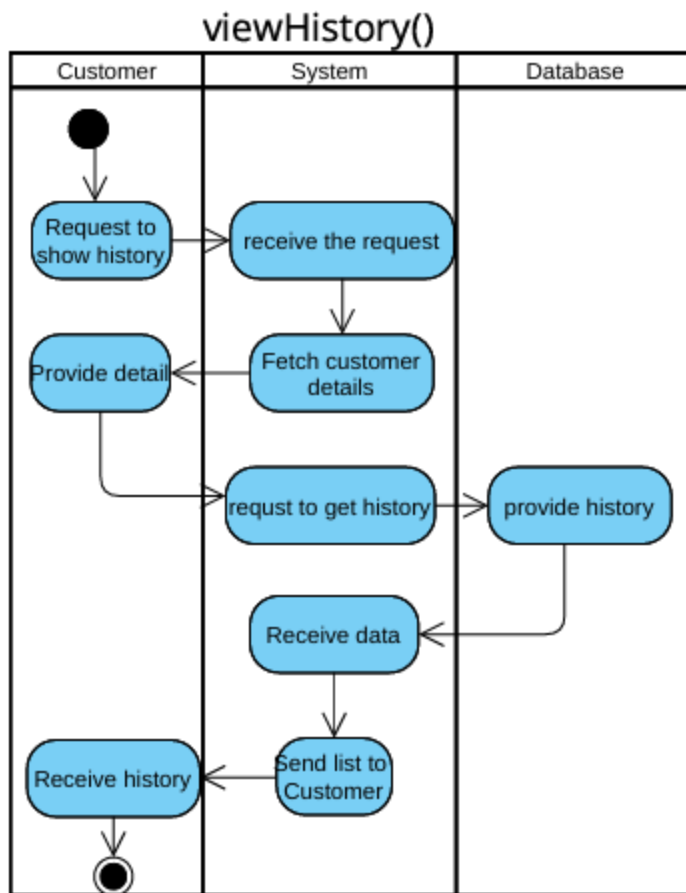 viewHistory()
Customer
System
Database
Request to
show history
receive the request
Provide detail
Fetch customer
details
requst to get history
provide history
Receive data
Receive history
Send list to
Customer